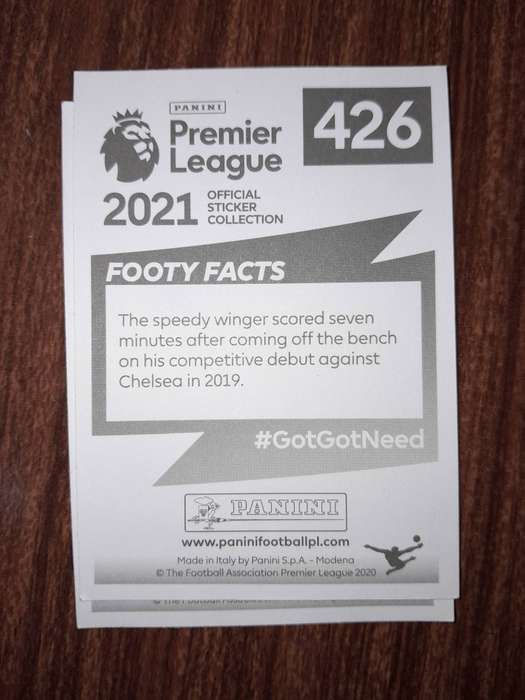 PANINI
Premier
League
426
2021
OFFICIAL
STICKER
COLLECTION
FOOTY FACTS
The speedy winger scored seven
minutes after coming off the bench
on his competitive debut against
Chelsea in 2019.
#GotGotNeed
PANINI
www.paninifootballpl.com
Made in Italy by Panini S.p.A. - Modena
© The Football Association Premier League 2020